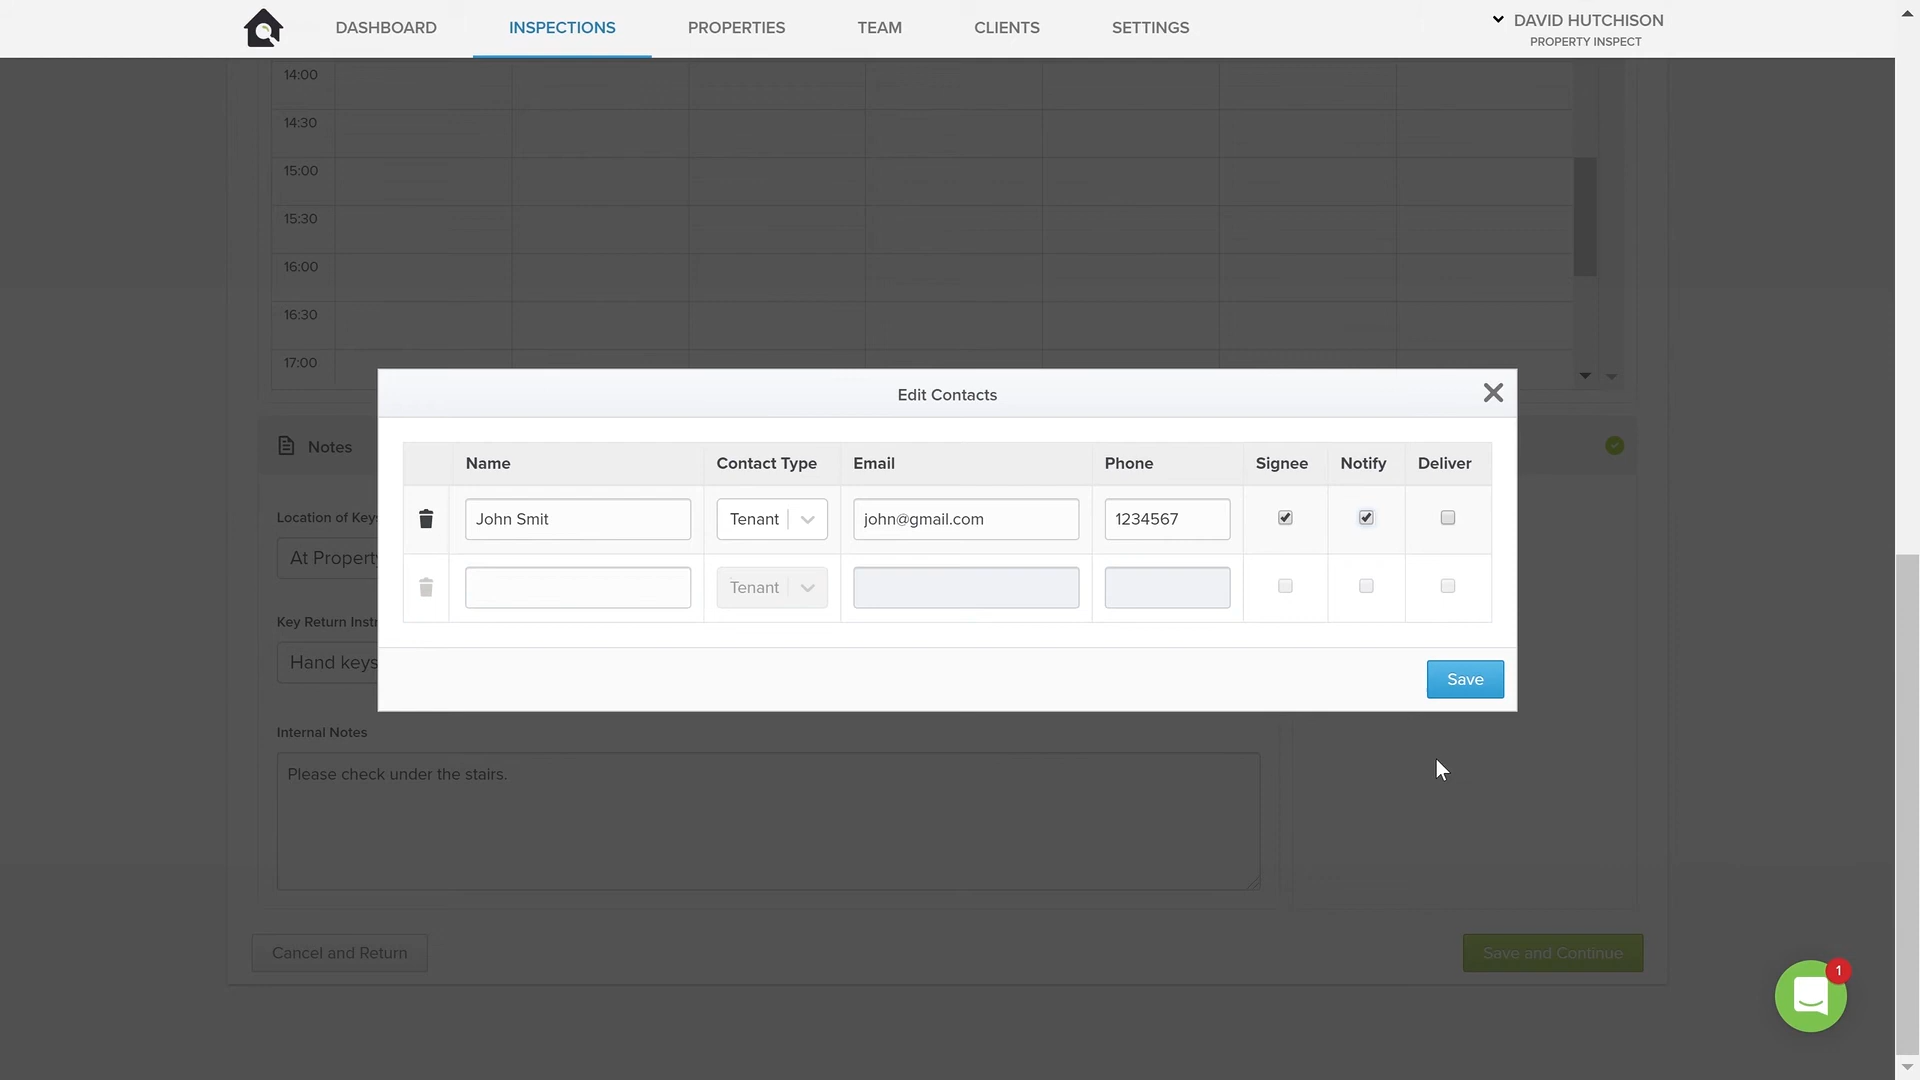 DASHBOARD INSPECTIONS PROPERTIES TEAM CLIENTS SETTINGS DAVID HUTCHISON
PROPERTY INSPECT
14:00
14:30
15:00
15:30
16:00
16:30
17:00
Edit Contacts
Name Contact Type Email Phone Signee Notify Deliver
John Smit Tenant john@gmail.com 1234567
Tenant
Save
Notes
Location of Keys
At Property
Key Return Instr
Hand keys
Internal Notes
Please check under the stairs.
Cancel and Return Save and Continue
1